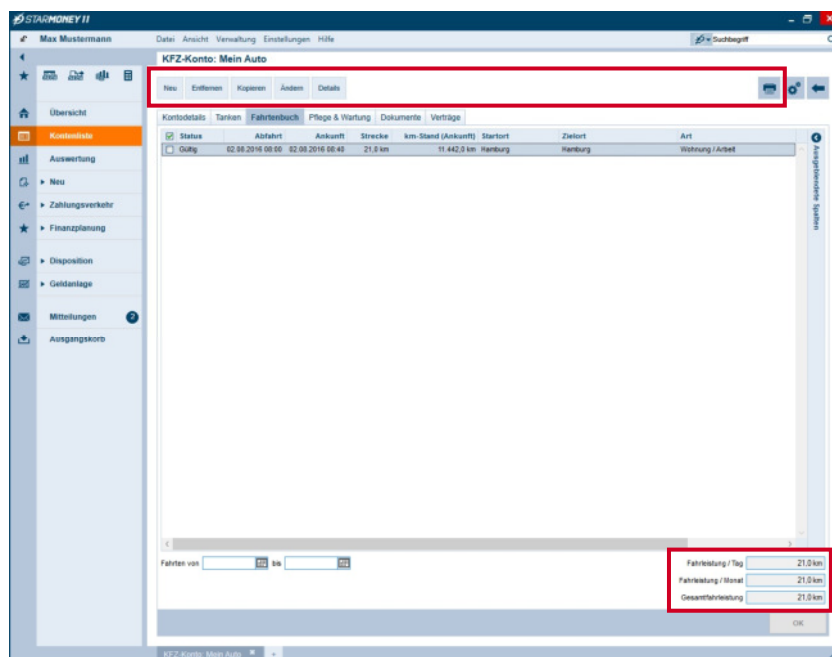 STARMONEY 11
Max Mustermann
Datei Ansicht Verwaltung Einstellungen Hilfe
Suchbegriff
KFZ-Konto: Mein Auto
Neu Entfernen Kopieren Ändern Details
Kontodetails Tanken Fahrtenbuch Pflege & Wartung Dokumente Verträge
Status Abfahrt Ankunft Strecke km-Stand (Ankunft) Startort Zielort Art
Gültig 02.08.2016 08:00 02.08.2016 08:40 21,0 km 11.442,0 km Hamburg Hamburg Wohnung / Arbeit
Ausgeblendete Spalten
Übersicht
Kontenliste
Auswertung
Neu
Zahlungsverkehr
Finanzplanung
Disposition
Geldanlage
Mitteilungen 2
Ausgangskorb
Fahrten von bis
Fahrleistung / Tag 21,0 km
Fahrleistung / Monat 21,0 km
Gesamtfahrleistung 21,0 km
OK
KFZ-Konto: Mein Auto